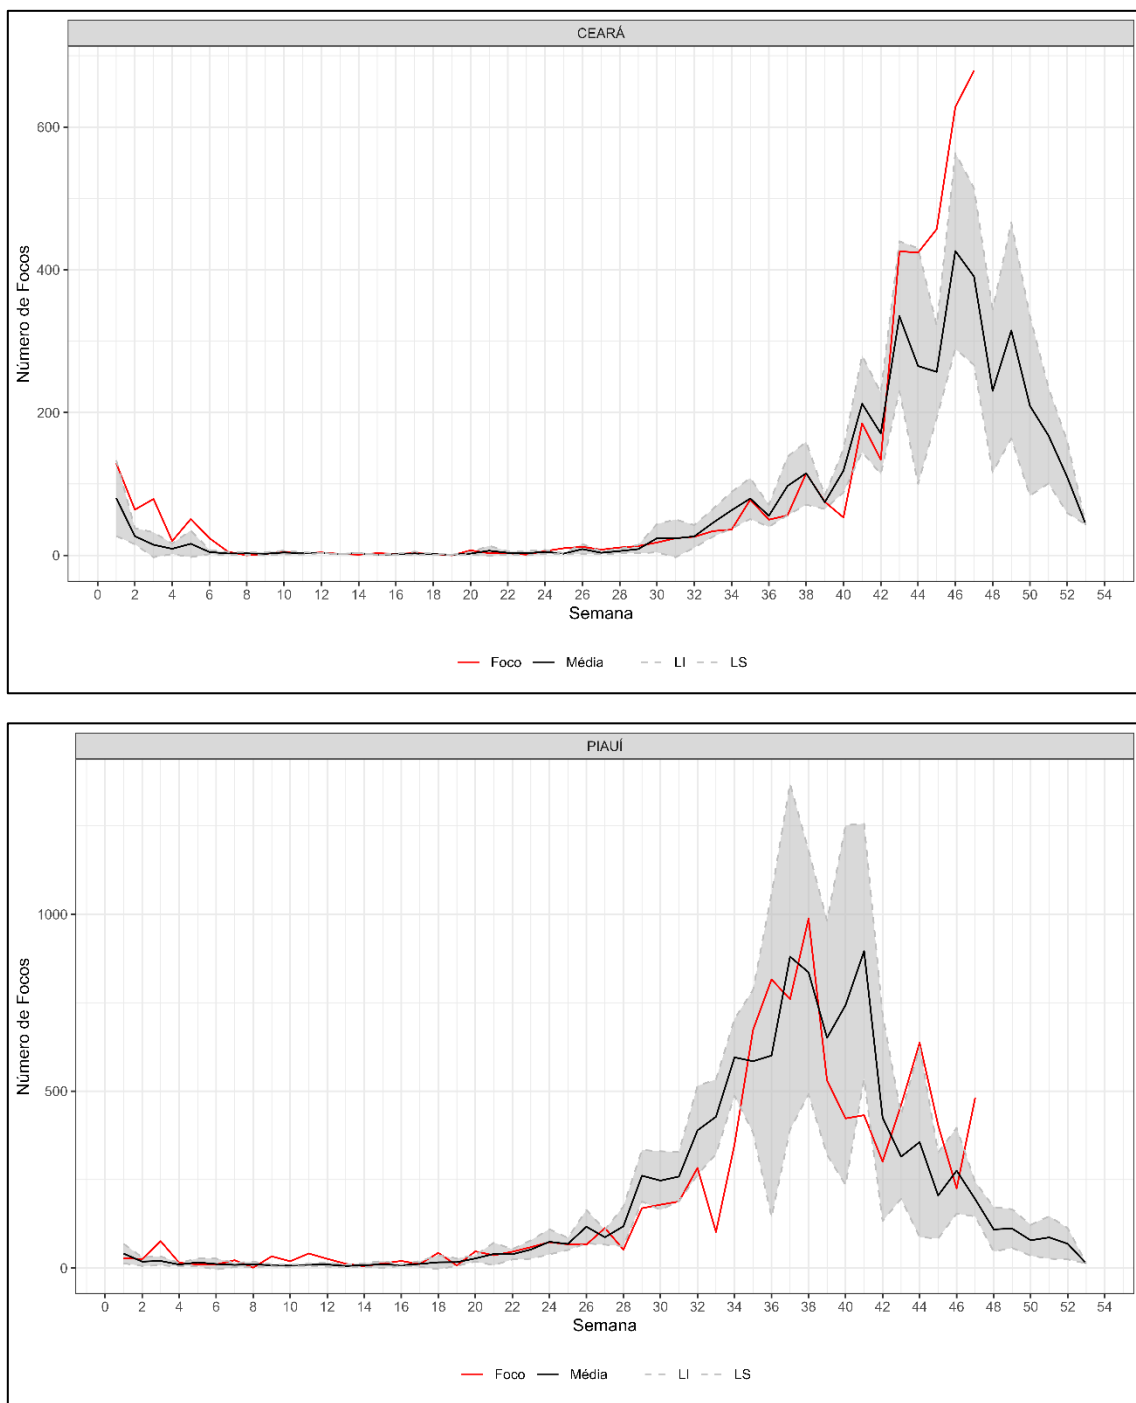 CEARÁ
Número de Focos
600
400
200
0
0 2 4 6 8 10 12 14 16 18 20 22 24 26 28 30 32 34 36 38 40 42 44 46 48 50 52 54
Semana
Foco Média LI LS
PIAUÍ
Número de Focos
1000
500
0
0 2 4 6 8 10 12 14 16 18 20 22 24 26 28 30 32 34 36 38 40 42 44 46 48 50 52 54
Semana
Foco Média LI LS